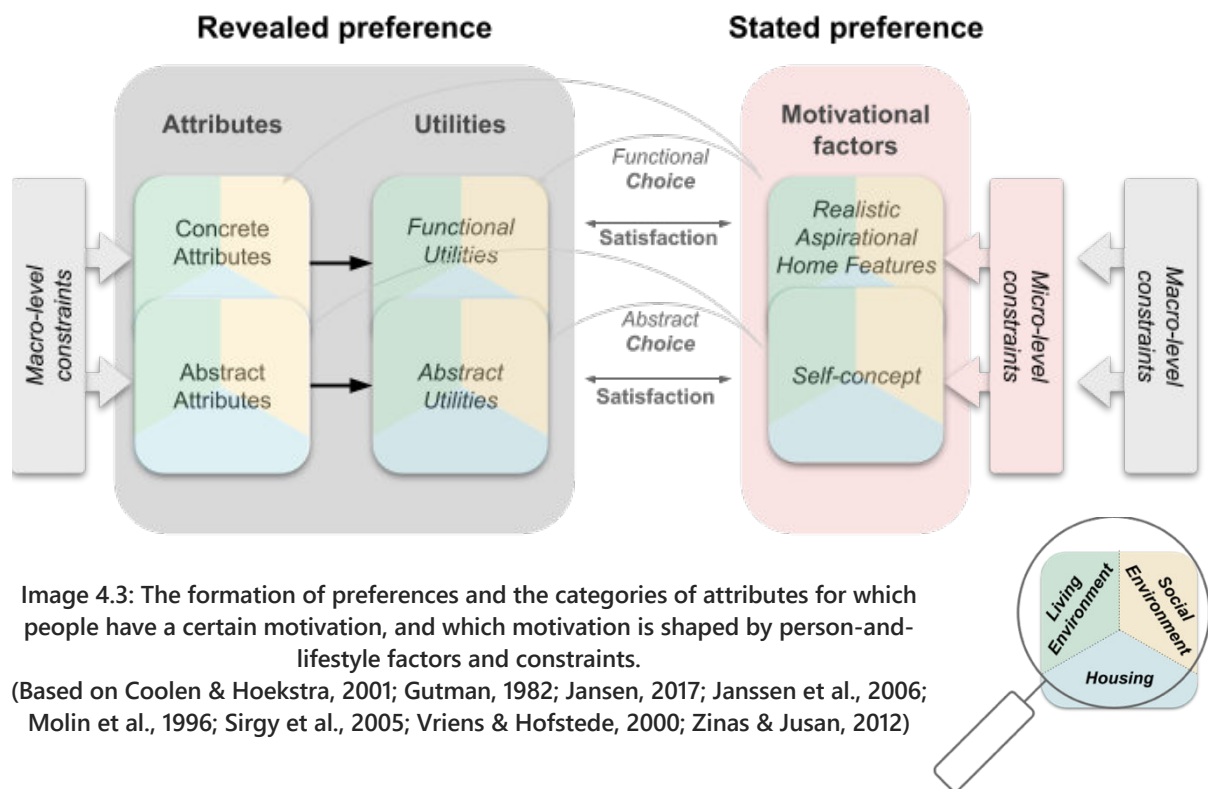 Revealed preference
Stated preference
Attributes
Utilities
Motivational
factors
Macro-level
constraints
Concrete
Attributes
Functional
Utilities
Functional
Choice
Satisfaction
Realistic
Aspirational
Home Features
Abstract
Attributes
Abstract
Utilities
Abstract
Choice
Satisfaction
Self-concept
Micro-level
constraints
Macro-level
constraints
Living
Environment
Social
Environment
Housing
Image 4.3: The formation of preferences and the categories of attributes for which
people have a certain motivation, and which motivation is shaped by person-and-
lifestyle factors and constraints.
(Based on Coolen & Hoekstra, 2001; Gutman, 1982; Jansen, 2017; Janssen et al., 2006;
Molin et al., 1996; Sirgy et al., 2005; Vriens & Hofstede, 2000; Zinas & Jusan, 2012)